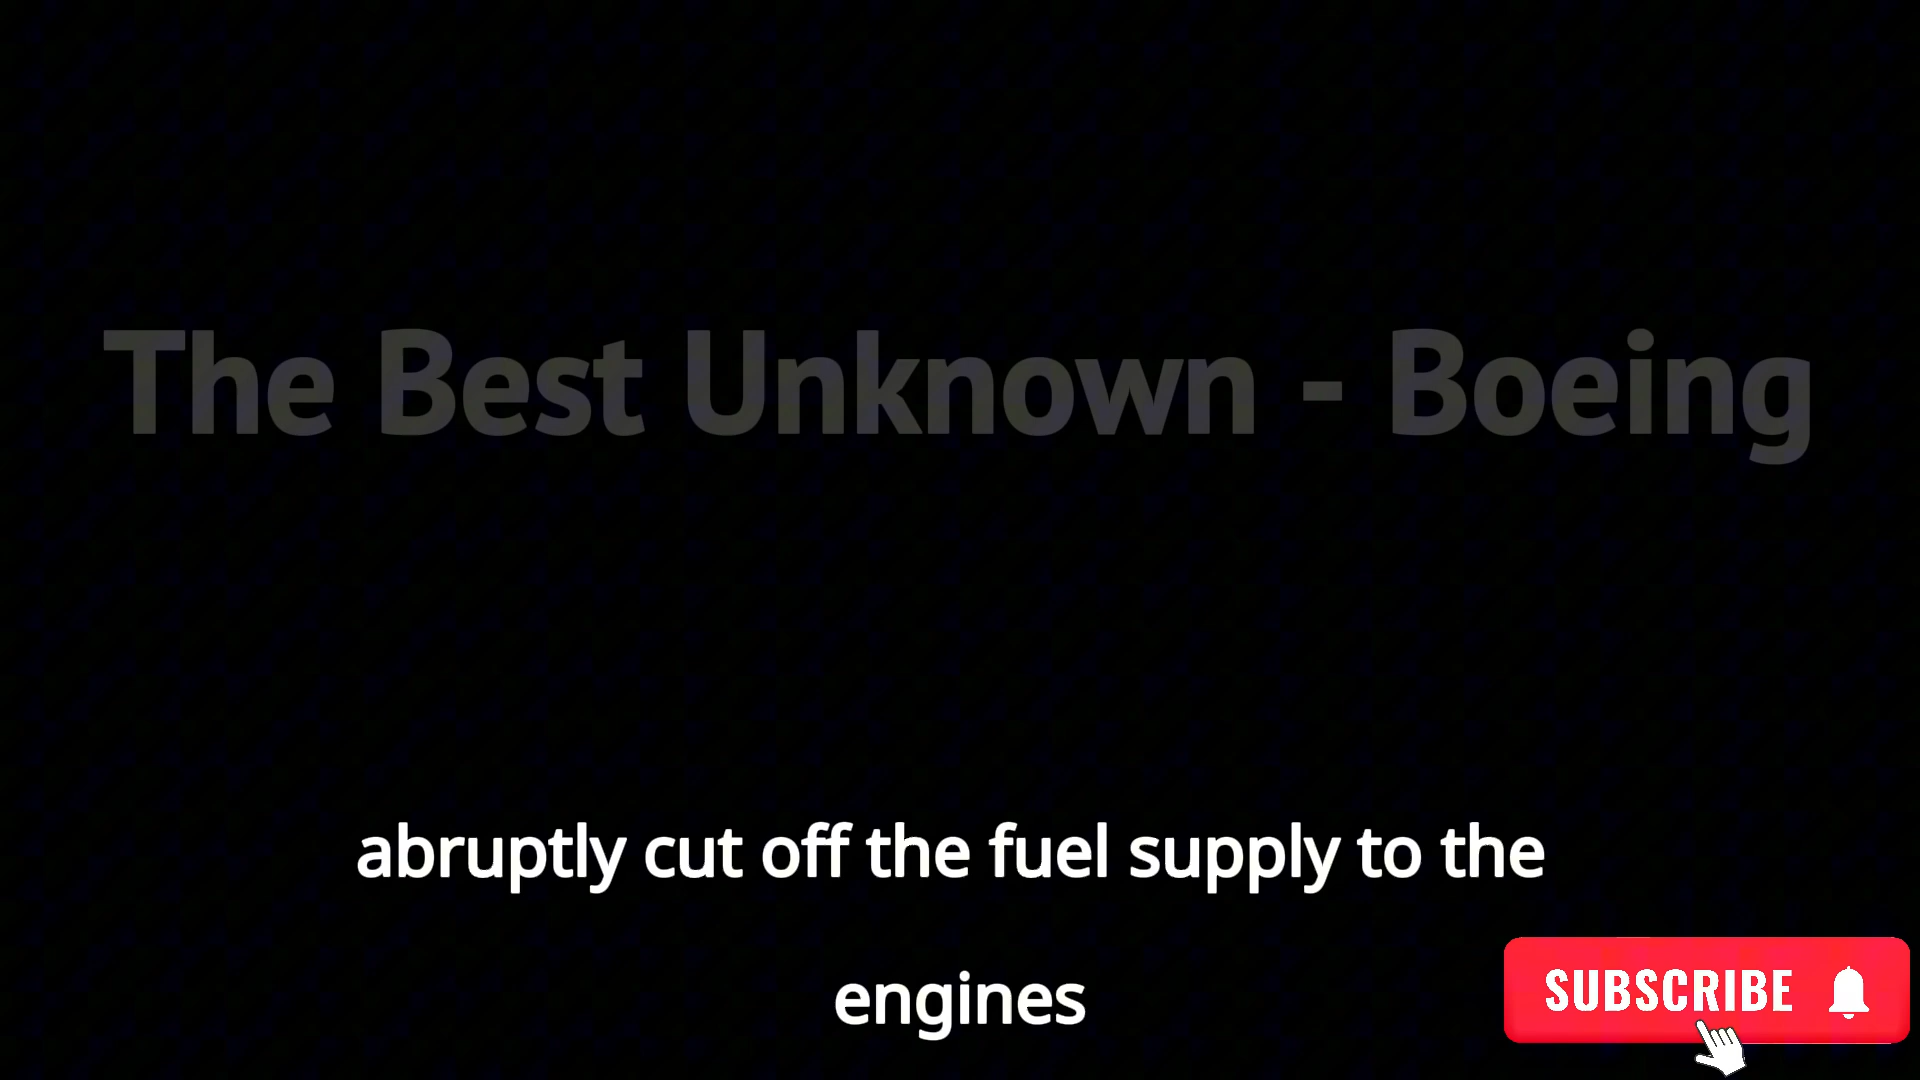 The Best Unknown - Boeing
abruptly cut off the fuel supply to the
engines
SUBSCRIBE